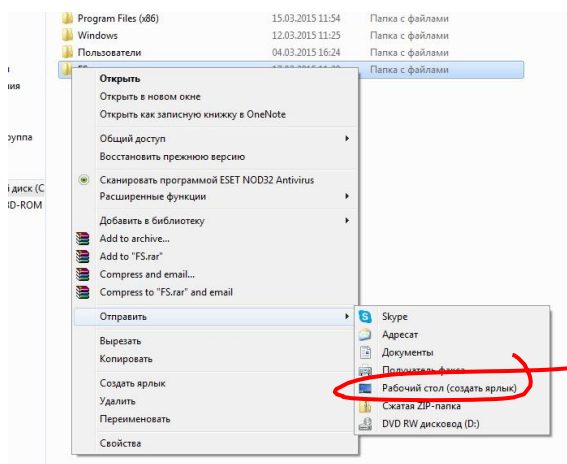 Program Files (x86) 15.03.2015 11:54 Папка с файлами
Windows 12.03.2015 11:25 Папка с файлами
Пользователи 04.03.2015 16:24 Папка с файлами
Папка с файлами
Открыть
ия
Открыть в новом окне
Открыть как записную книжку в OneNote
руппа
Общий доступ
Восстановить прежнюю версию
Сканировать программой ESET NOD32 Antivirus
диск (C
Расширенные функции
D-ROM
Добавить в библиотеку
Add to archive...
Add to "FS.rar"
Compress and email...
Compress to "FS.rar" and email
Отправить
Вырезать
Копировать
Создать ярлык
Удалить
Переименовать
Свойства
Skype
Адресат
Документы
Получатель факса
Рабочий стол (создать ярлык)
Сжатая ZIP-папка
DVD RW дисковод (D:)